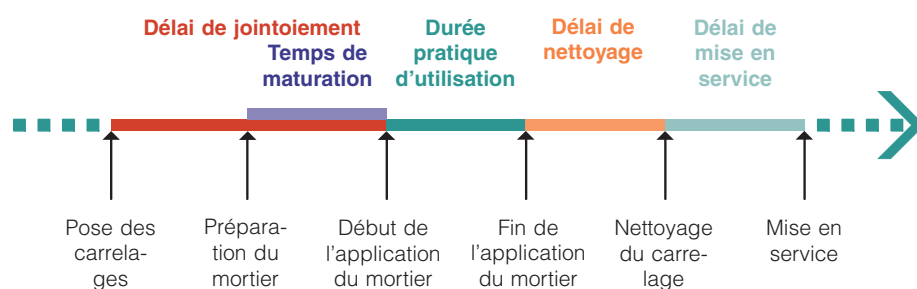 Délai de jointoiement
Temps de
maturation
Durée
pratique
d'utilisation
Délai de
nettoyage
Délai de
mise en
service
Pose des
carrela-
ges
Prépara-
tion du
mortier
Début de
l'application
du mortier
Fin de
l'application
du mortier
Nettoyage
du carre-
lage
Mise en
service